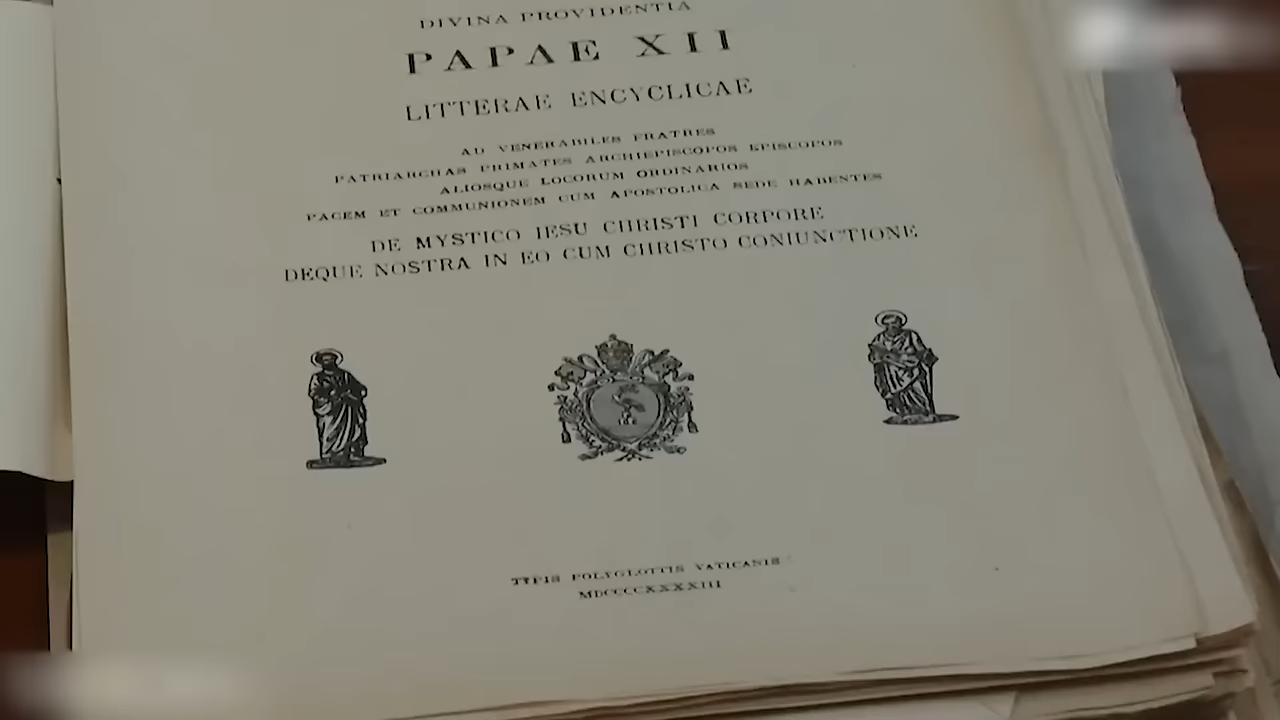 DIVINA PROVIDENTIA
PAPAE XII
LITTERAE ENCYCLICAE
AD VENERABILES FRATRES
PATRIARCHAS PRIMATES ARCHIEPISCOPOS EPISCOPOS
ALIOSQUE LOCORUM ORDINARIOS
PACEM ET COMMUNIONEM CUM APOSTOLICA SEDE HABENTES
DE MYSTICO IESU CHRISTI CORPORE
DEQUE NOSTRA IN EO CUM CHRISTO CONIUNCTIONE
TYPIS POLYGLOTTIS VATICANIS
MDCCCCXXXXIII